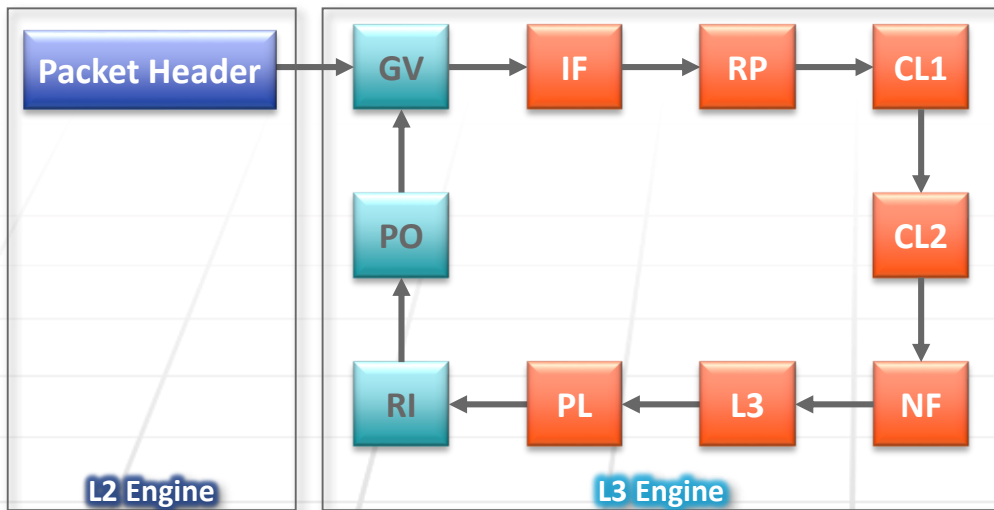 Packet Header
GV
IF
RP
CL1
PO
CL2
RI
PL
L3
NF
L2 Engine
L3 Engine